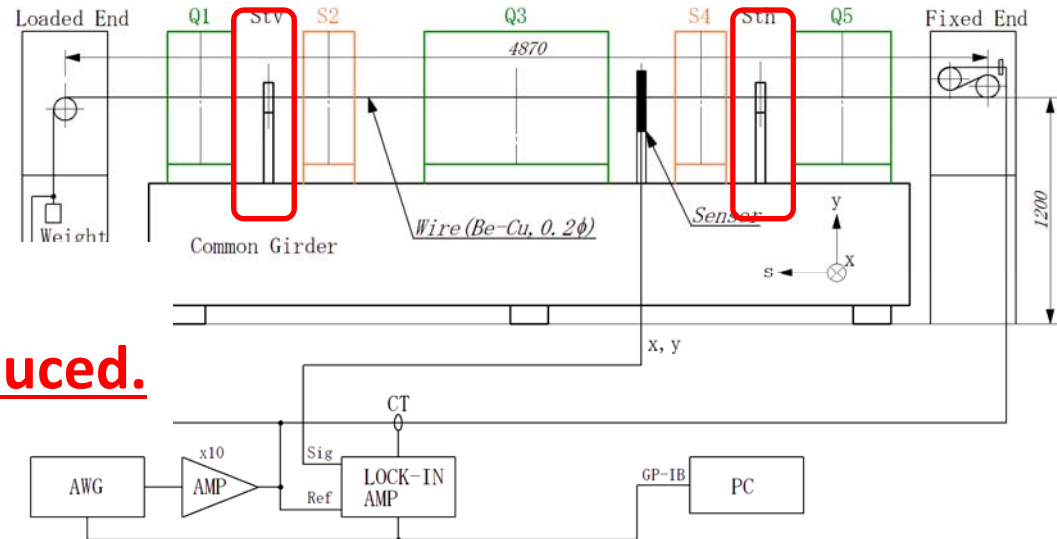 Loaded End Q1 Stv S2 Q3 S4 Sth Q5 Fixed End
4870
Wire(Be-Cu, 0.2ϕ)
Sensor
Weight
Common Girder
y
x
s
1200
x, y
uced.
CT
x10
Sig
AWG
AMP
LOCK-IN
AMP
Ref
GP-IB
PC